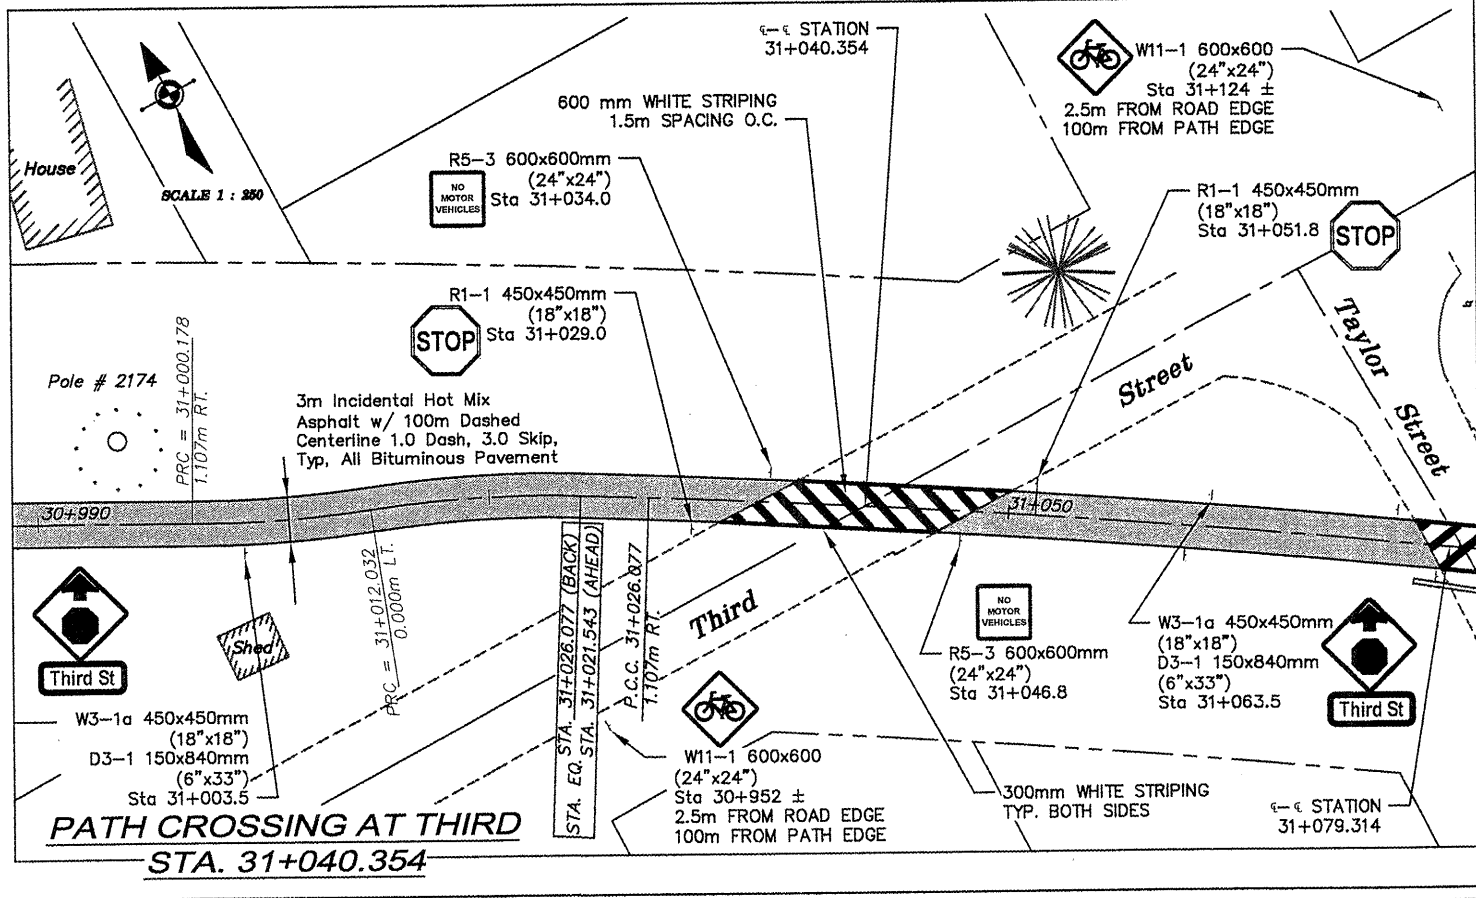 ℄-℄ STATION
31+040.354
W11-1 600x600
(24"x24")
Sta 31+124 ±
2.5m FROM ROAD EDGE
100m FROM PATH EDGE
600 mm WHITE STRIPING
1.5m SPACING O.C.
House
SCALE 1 : 250
R5-3 600x600mm
(24"x24")
Sta 31+034.0
NO
MOTOR
VEHICLES
R1-1 450x450mm
(18"x18")
Sta 31+051.8
STOP
R1-1 450x450mm
(18"x18")
Sta 31+029.0
STOP
Taylor
Street
Street
Third
Pole # 2174
PRC = 31+000.178
1.107m RT.
3m Incidental Hot Mix
Asphalt w/ 100m Dashed
Centerline 1.0 Dash, 3.0 Skip,
Typ, All Bituminous Pavement
30+990
31+050
PRC = 31+012.032
0.000m LT.
STA. EQ. STA. 31+026.077 (BACK)
STA. 31+021.543 (AHEAD)
P.C.C. 31+026.077
1.107m RT.
Shed
Third St
W3-1a 450x450mm
(18"x18")
D3-1 150x840mm
(6"x33")
Sta 31+003.5
W11-1 600x600
(24"x24")
Sta 30+952 ±
2.5m FROM ROAD EDGE
100m FROM PATH EDGE
NO
MOTOR
VEHICLES
R5-3 600x600mm
(24"x24")
Sta 31+046.8
W3-1a 450x450mm
(18"x18")
D3-1 150x840mm
(6"x33")
Sta 31+063.5
Third St
300mm WHITE STRIPING
TYP. BOTH SIDES
℄-℄ STATION
31+079.314
PATH CROSSING AT THIRD
STA. 31+040.354